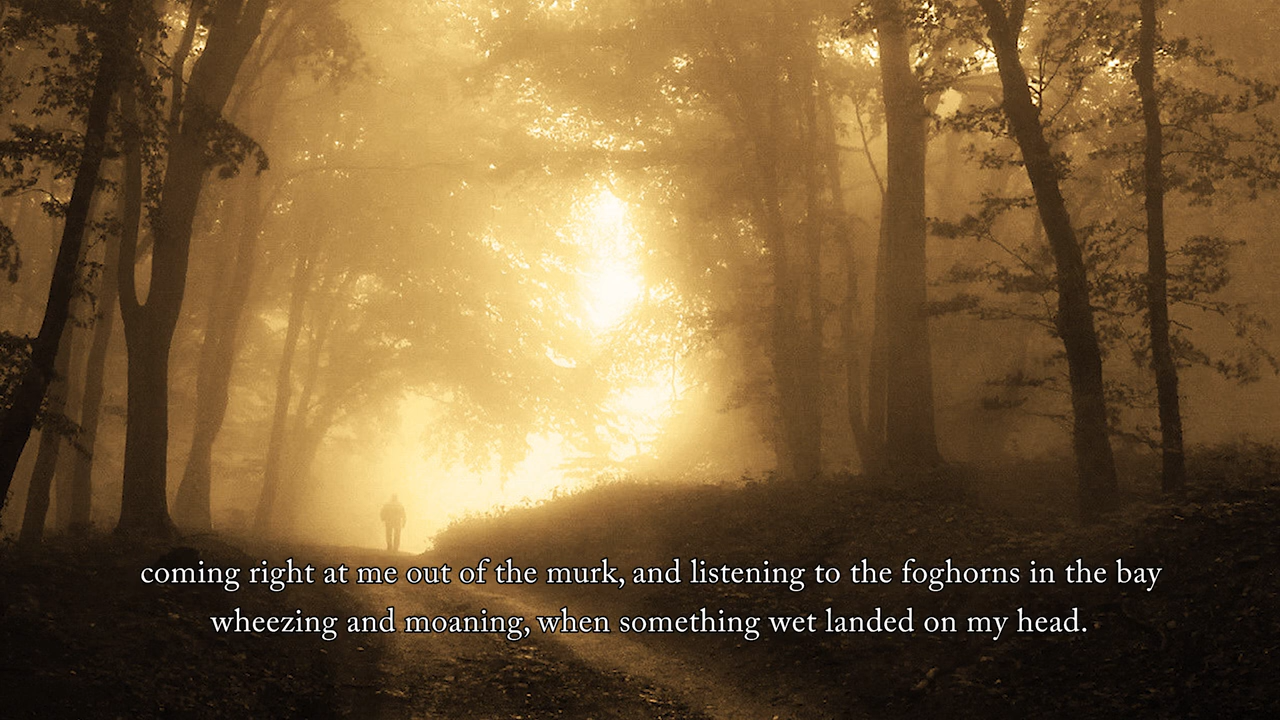 coming right at me out of the murk, and listening to the foghorns in the bay
wheezing and moaning, when something wet landed on my head.